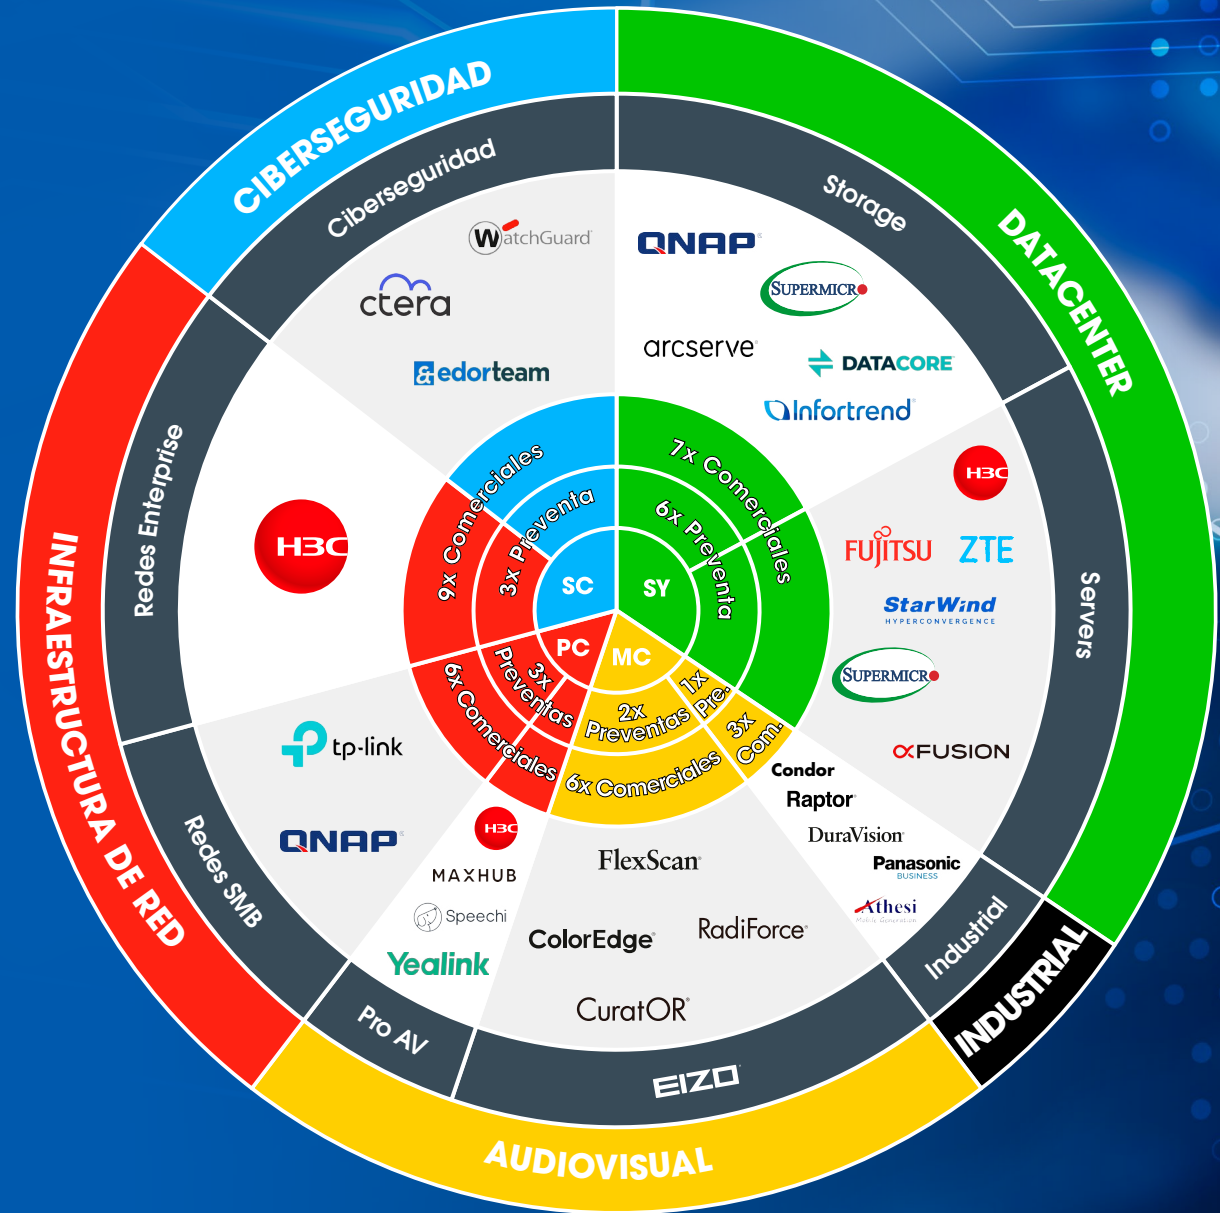 CIBERSEGURIDAD
Ciberseguridad
WatchGuard
ctera
edorteam
DATACENTER
Storage
QNAP
SUPERMICRO
arcserve
DATACORE
Infortrend
Servers
H3C
FUJITSU
ZTE
StarWind
HYPERCONVERGENCE
SUPERMICRO
XFUSION
INDUSTRIAL
Industrial
Condor
Raptor
DuraVision
Panasonic
BUSINESS
Athesi
Mobile Generation
AUDIOVISUAL
EIZO
FlexScan
ColorEdge
RadiForce
CuratOR
Pro AV
H3C
MAXHUB
Speechi
Yealink
INFRAESTRUCTURA DE RED
Redes SMB
tp-link
QNAP
Redes Enterprise
H3C
9x Comerciales
3x Preventa
SC
7x Comerciales
6x Preventa
SY
PC
3x
Preventas
6x Comerciales
MC
2x
Preventas
6x Comerciales
1x
Pre.
3x
Com.